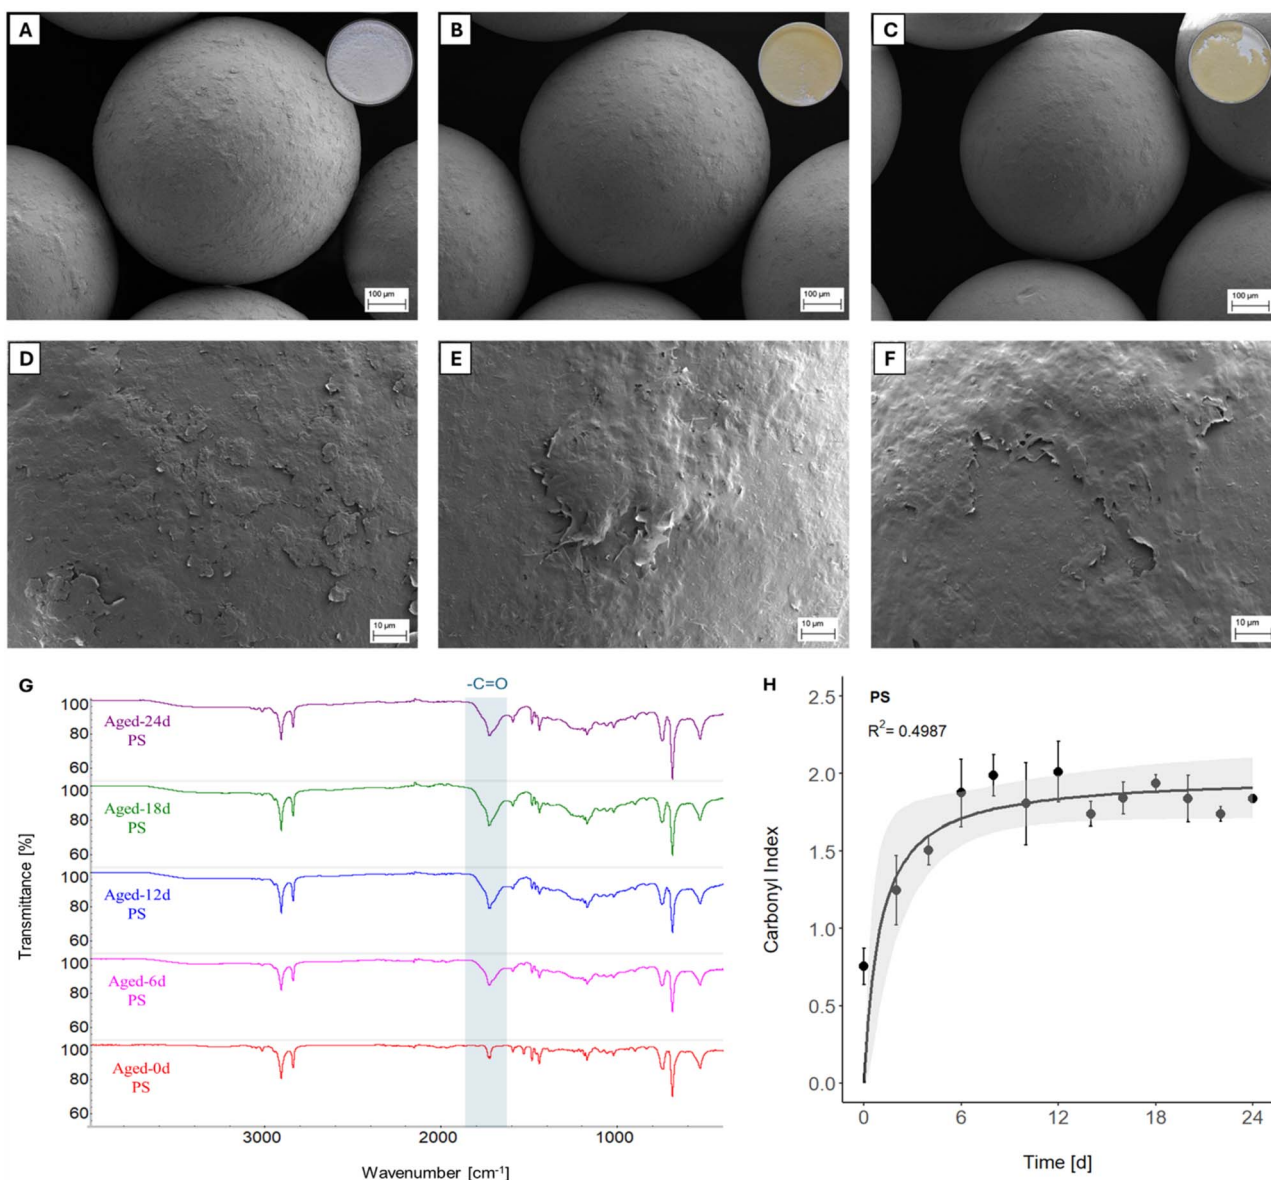 A
B
C
100 µm
100 µm
100 µm
D
E
F
10 µm
10 µm
10 µm
G
-C=O
100
Aged-24d
80
PS
60
100
Aged-18d
80
PS
60
100
Aged-12d
80
PS
60
100
Aged-6d
80
PS
60
100
Aged-0d
80
PS
60
Transmittance [%]
3000 2000 1000
Wavenumber [cm⁻¹]
H
PS
R²= 0.4987
2.5
2.0
1.5
1.0
0.5
0.0
Carbonyl Index
0 6 12 18 24
Time [d]